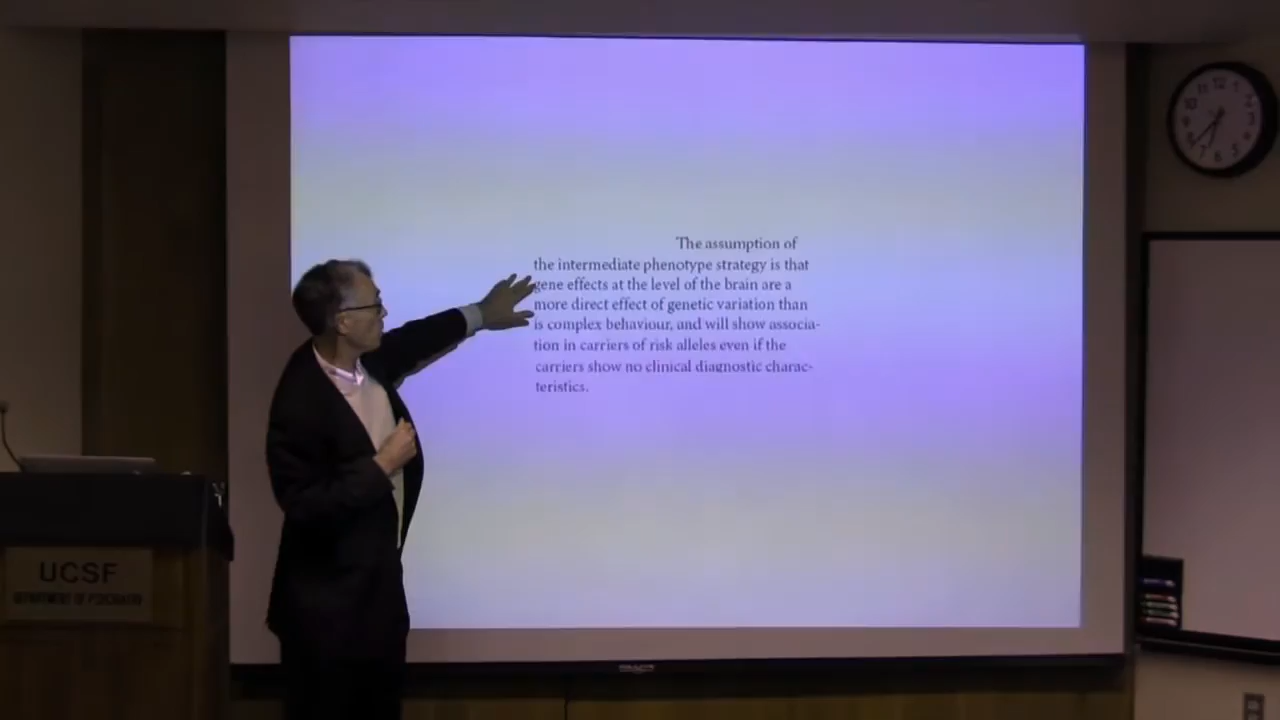 The assumption of
the intermediate phenotype strategy is that
gene effects at the level of the brain are a
more direct effect of genetic variation than
is complex behaviour, and will show associa-
tion in carriers of risk alleles even if the
carriers show no clinical diagnostic charac-
teristics.
UCSF
DEPARTMENT OF PSYCHIATRY